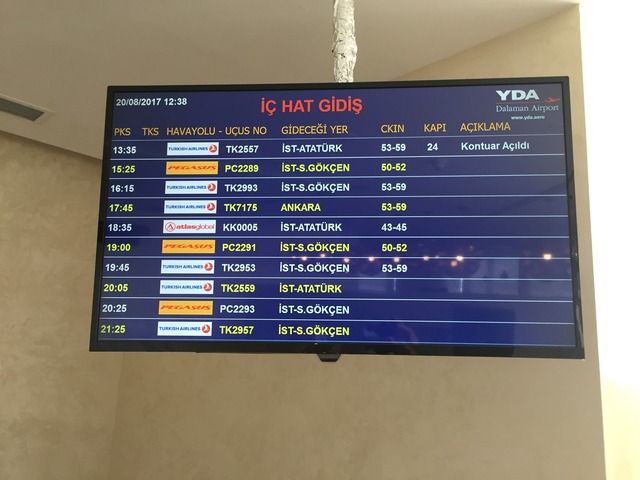 20/08/2017 12:38 İÇ HAT GİDİŞ YDA
Dalaman Airport
www.yda.aero
PKS TKS HAVAYOLU - UÇUS NO GİDECEĞİ YER CKIN KAPI AÇIKLAMA
13:35 TURKISH AIRLINES TK2557 İST-ATATÜRK 53-59 24 Kontuar Açıldı
15:25 PEGASUS PC2289 İST-S.GÖKÇEN 50-52
16:15 TURKISH AIRLINES TK2993 İST-S.GÖKÇEN 53-59
17:45 TURKISH AIRLINES TK7175 ANKARA 53-59
18:35 atlasglobal KK0005 İST-ATATÜRK 43-45
19:00 PEGASUS PC2291 İST-S.GÖKÇEN 50-52
19:45 TURKISH AIRLINES TK2953 İST-S.GÖKÇEN 53-59
20:05 TURKISH AIRLINES TK2559 İST-ATATÜRK
20:25 PEGASUS PC2293 İST-S.GÖKÇEN
21:25 TURKISH AIRLINES TK2957 İST-S.GÖKÇEN